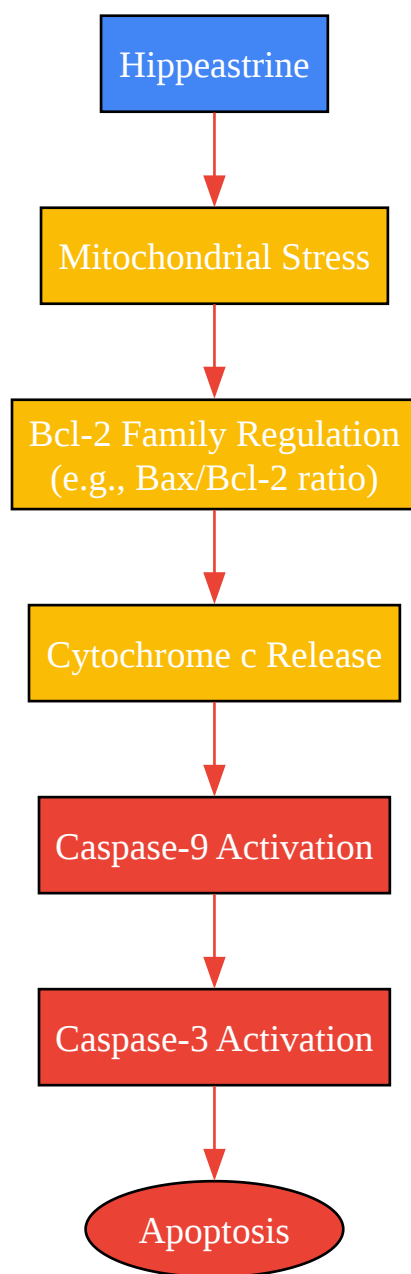 Hippeastrine
Mitochondrial Stress
Bcl-2 Family Regulation
(e.g., Bax/Bcl-2 ratio)
Cytochrome c Release
Caspase-9 Activation
Caspase-3 Activation
Apoptosis